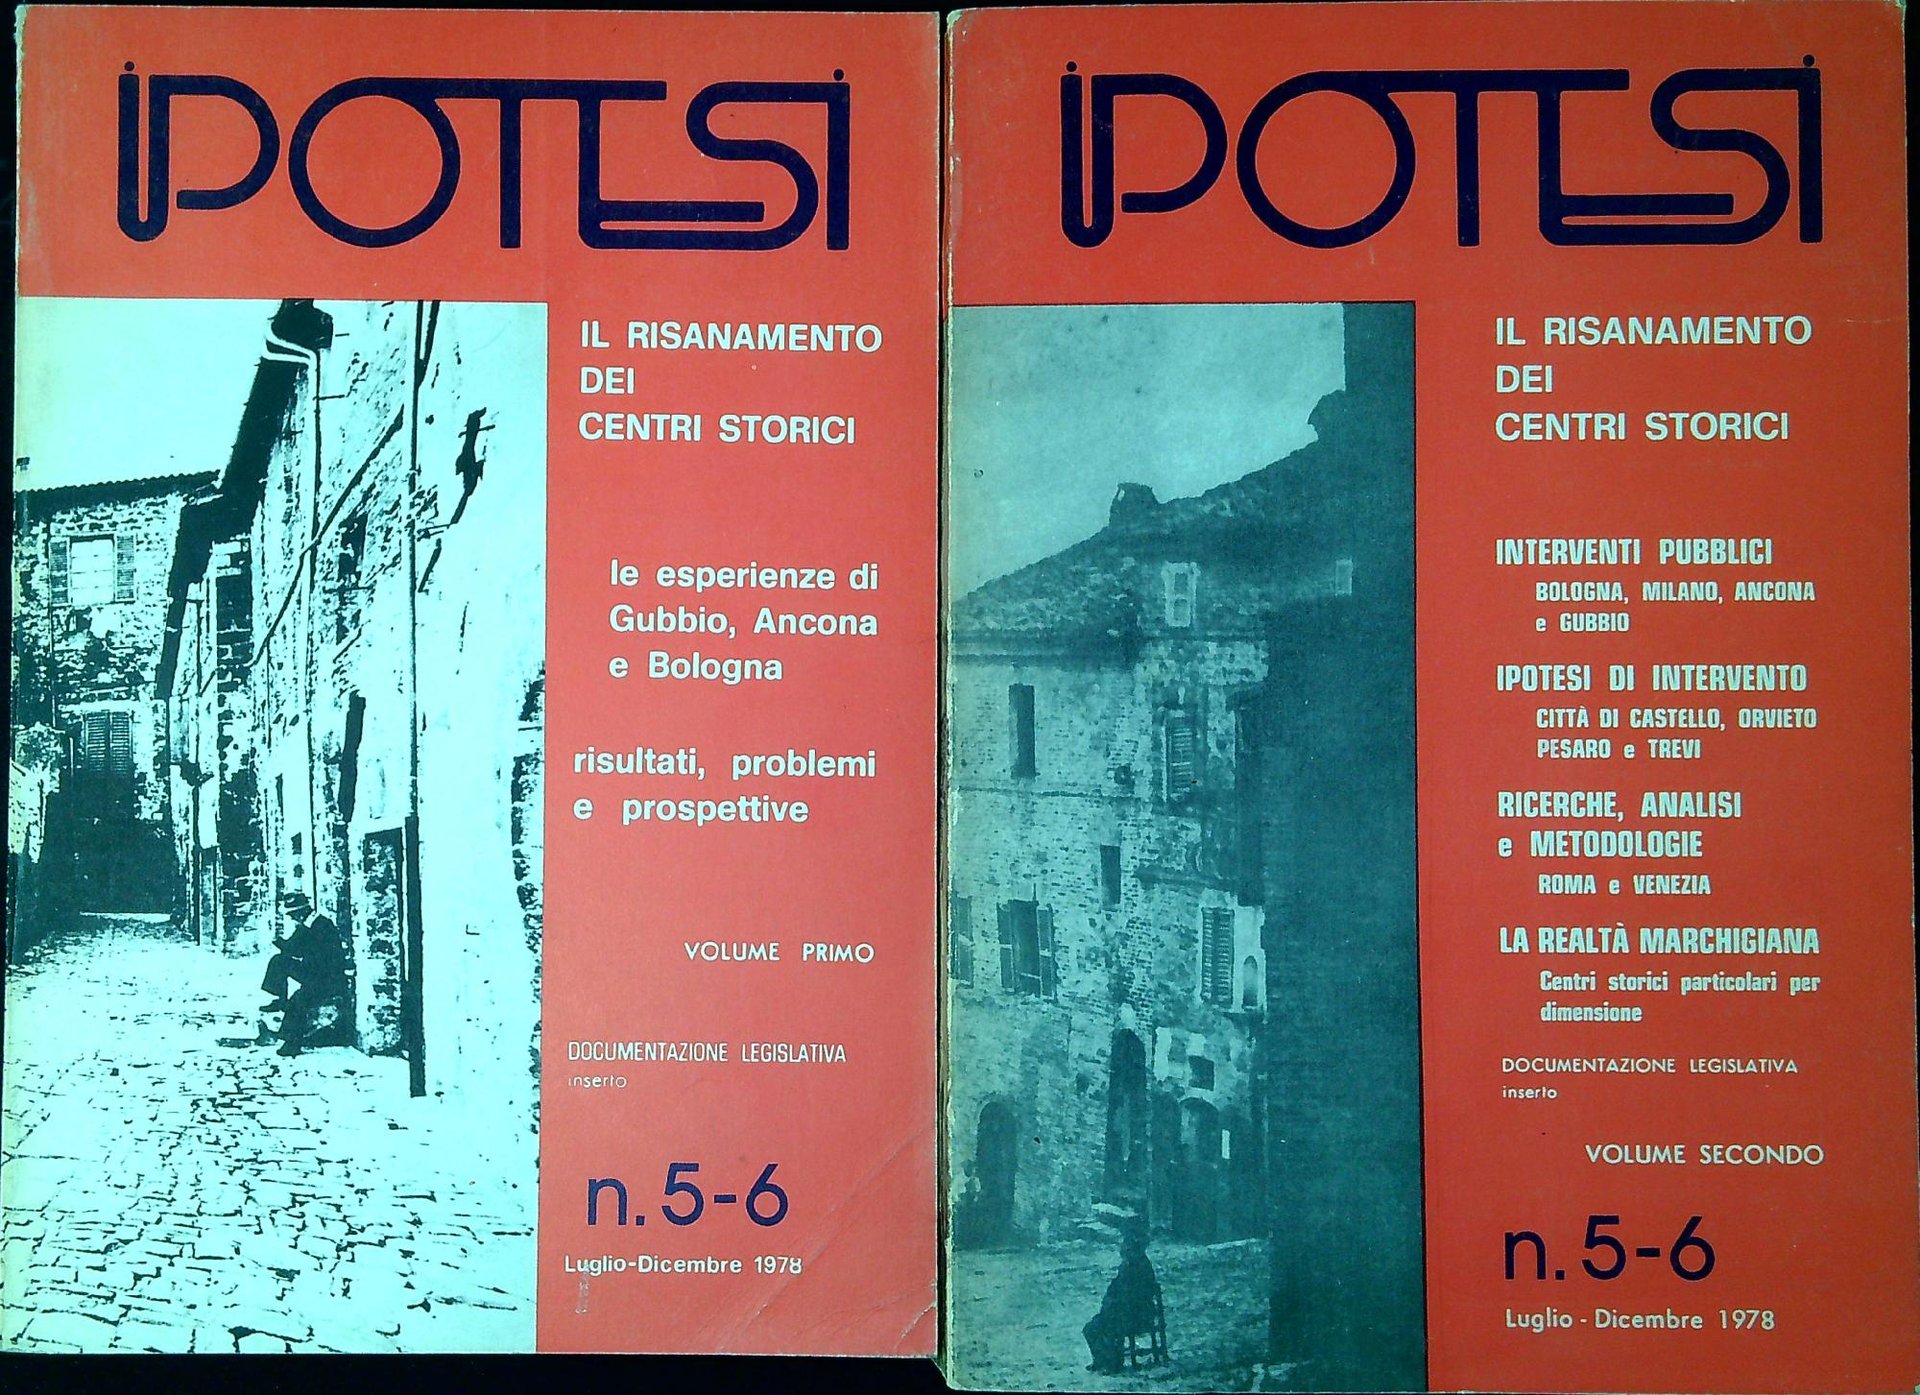 iPOTESI
IL RISANAMENTO
DEI
CENTRI STORICI
le esperienze di
Gubbio, Ancona
e Bologna
risultati, problemi
e prospettive
VOLUME PRIMO
DOCUMENTAZIONE LEGISLATIVA
inserto
n. 5-6
Luglio-Dicembre 1978
iPOTESI
IL RISANAMENTO
DEI
CENTRI STORICI
INTERVENTI PUBBLICI
BOLOGNA, MILANO, ANCONA
e GUBBIO
IPOTESI DI INTERVENTO
CITTÀ DI CASTELLO, ORVIETO
PESARO e TREVI
RICERCHE, ANALISI
e METODOLOGIE
ROMA e VENEZIA
LA REALTÀ MARCHIGIANA
Centri storici particolari per
dimensione
DOCUMENTAZIONE LEGISLATIVA
inserto
VOLUME SECONDO
n. 5-6
Luglio - Dicembre 1978